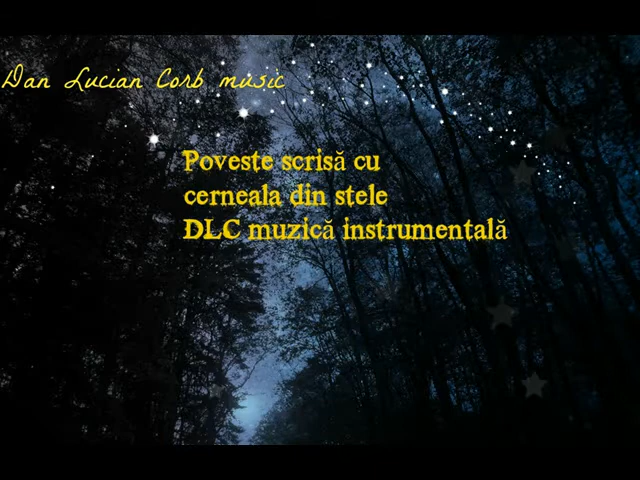 Dan Lucian Corb music
Poveste scrisă cu
cerneala din stele
DLC muzică instrumentală